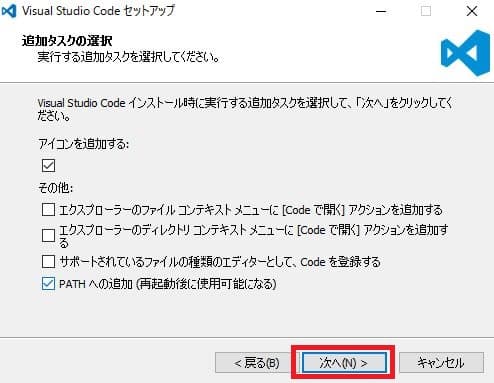 Visual Studio Code セットアップ
追加タスクの選択
実行する追加タスクを選択してください。
Visual Studio Code インストール時に実行する追加タスクを選択して、「次へ」をクリックしてく
ださい。
アイコンを追加する:
その他:
エクスプローラーのファイル コンテキスト メニューに [Code で開く] アクションを追加する
エクスプローラーのディレクトリ コンテキスト メニューに [Code で開く] アクションを追加す
る
サポートされているファイルの種類のエディターとして、Code を登録する
PATH への追加 (再起動後に使用可能になる)
< 戻る(B) 次へ(N) > キャンセル